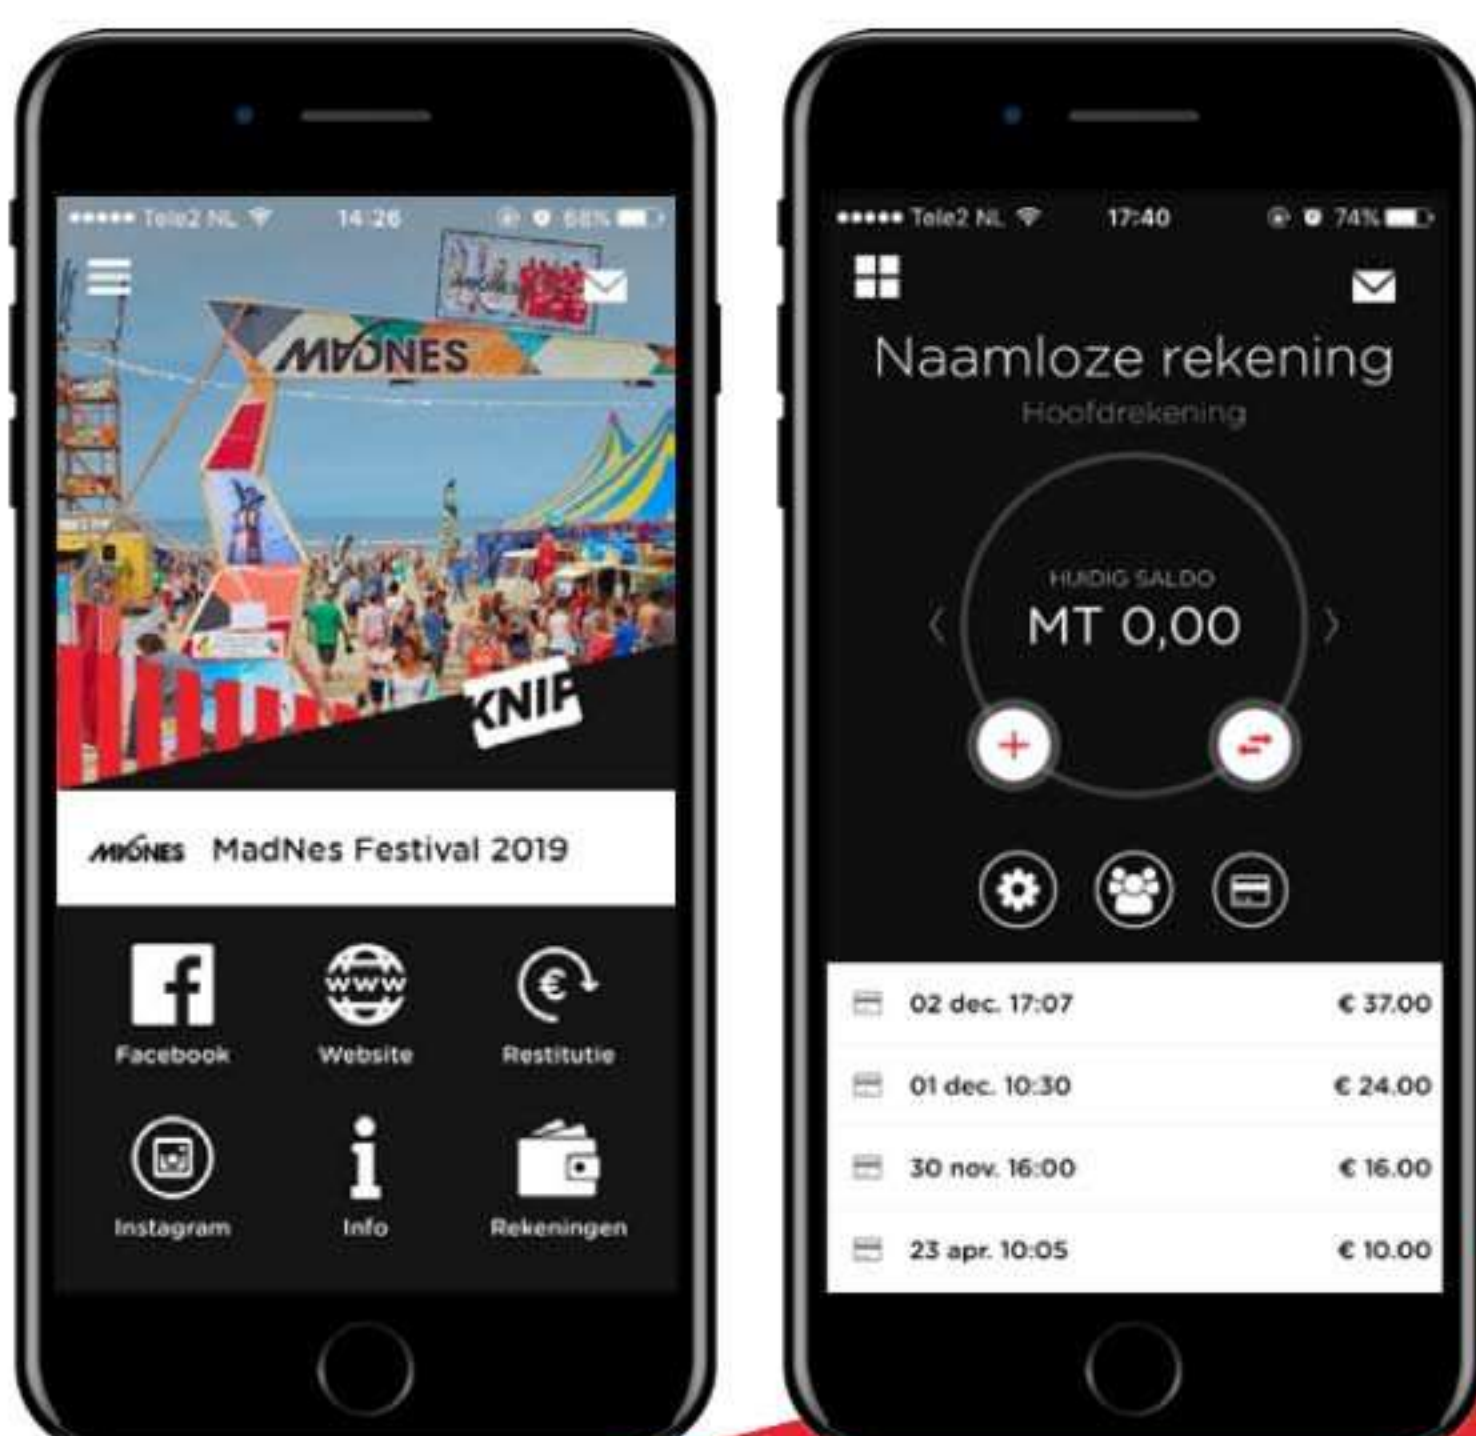 Tele2 NL 14:26 68%
MADNES
KNIP
MADNES MadNes Festival 2019
www
Facebook Website Restitutie
Instagram Info Rekeningen
Tele2 NL 17:40 74%
Naamloze rekening
Hoofdrekening
HUIDIG SALDO
MT 0,00
02 dec. 17:07 € 37.00
01 dec. 10:30 € 24.00
30 nov. 16:00 € 16.00
23 apr. 10:05 € 10.00